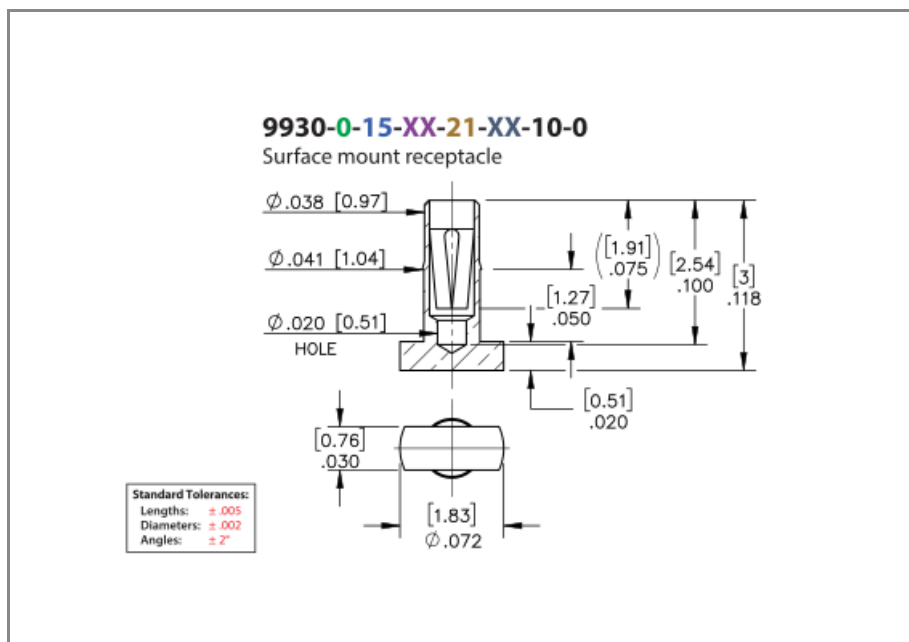 9930-0-15-XX-21-XX-10-0
Surface mount receptacle
Ø.038 [0.97]
Ø.041 [1.04]
Ø.020 [0.51]
HOLE
([1.91]
.075)
[2.54]
.100
[3]
.118
[1.27]
.050
[0.51]
.020
[0.76]
.030
[1.83]
Ø.072
Standard Tolerances:
Lengths: ± .005
Diameters: ± .002
Angles: ± 2°